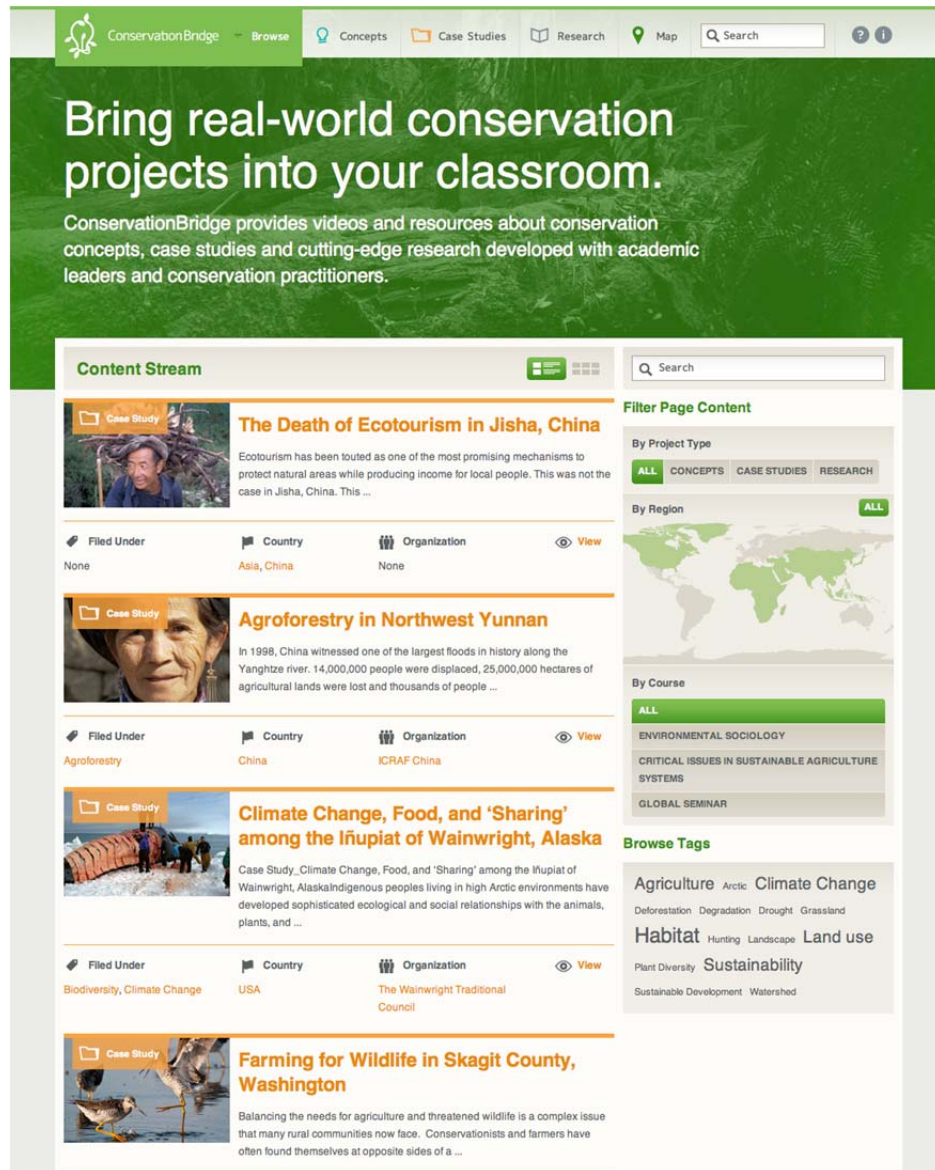 ConservationBridge Browse Concepts Case Studies Research Map Search ? i
Bring real-world conservation
projects into your classroom.
ConservationBridge provides videos and resources about conservation
concepts, case studies and cutting-edge research developed with academic
leaders and conservation practitioners.
Content Stream
Case Study
The Death of Ecotourism in Jisha, China
Ecotourism has been touted as one of the most promising mechanisms to
protect natural areas while producing income for local people. This was not the
case in Jisha, China. This ...
Filed Under Country Organization View
None Asia, China None
Case Study
Agroforestry in Northwest Yunnan
In 1998, China witnessed one of the largest floods in history along the
Yanghtze river. 14,000,000 people were displaced, 25,000,000 hectares of
agricultural lands were lost and thousands of people ...
Filed Under Country Organization View
Agroforestry China ICRAF China
Case Study
Climate Change, Food, and ‘Sharing’
among the Iñupiat of Wainwright, Alaska
Case Study_Climate Change, Food, and 'Sharing' among the Iñupiat of
Wainwright, AlaskaIndigenous peoples living in high Arctic environments have
developed sophisticated ecological and social relationships with the animals,
plants, and ...
Filed Under Country Organization View
Biodiversity, Climate Change USA The Wainwright Traditional
Council
Case Study
Farming for Wildlife in Skagit County,
Washington
Balancing the needs for agriculture and threatened wildlife is a complex issue
that many rural communities now face. Conservationists and farmers have
often found themselves at opposite sides of a ...
Search
Filter Page Content
By Project Type
ALL CONCEPTS CASE STUDIES RESEARCH
By Region ALL
By Course
ALL
ENVIRONMENTAL SOCIOLOGY
CRITICAL ISSUES IN SUSTAINABLE AGRICULTURE
SYSTEMS
GLOBAL SEMINAR
Browse Tags
Agriculture Arctic Climate Change
Deforestation Degradation Drought Grassland
Habitat Hunting Landscape Land use
Plant Diversity Sustainability
Sustainable Development Watershed